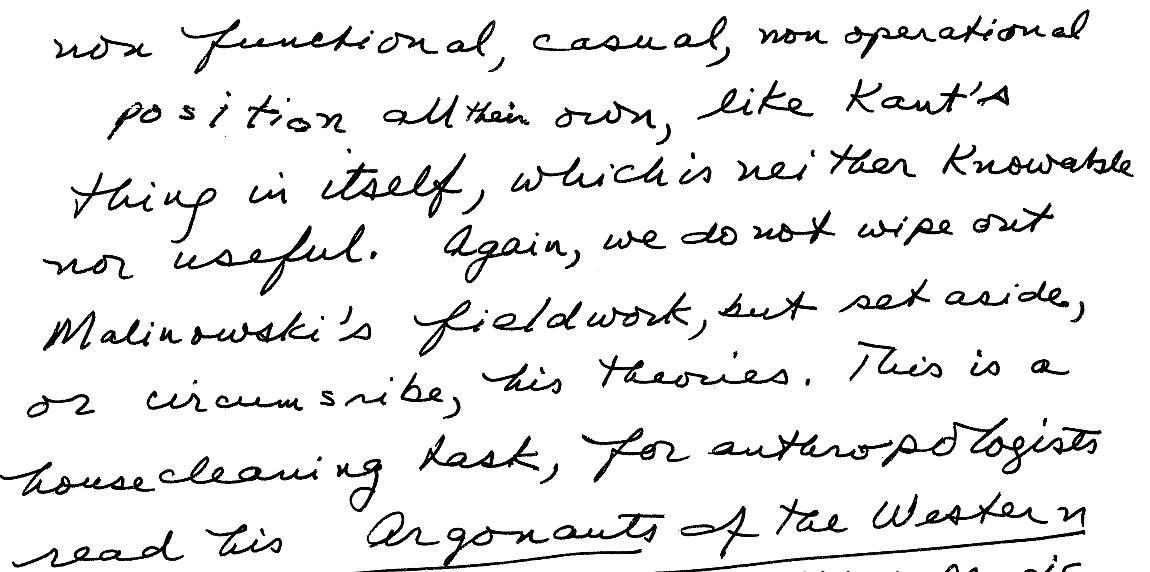 non functional, casual, non operational
position all their own, like Kant's
thing in itself, which is neither Knowable
nor useful. Again, we do not wipe out
Malinowski's fieldwork, but set aside,
or circumsribe, his theories. This is a
housecleaning task, for anthropologists
read his Argonauts of the Western